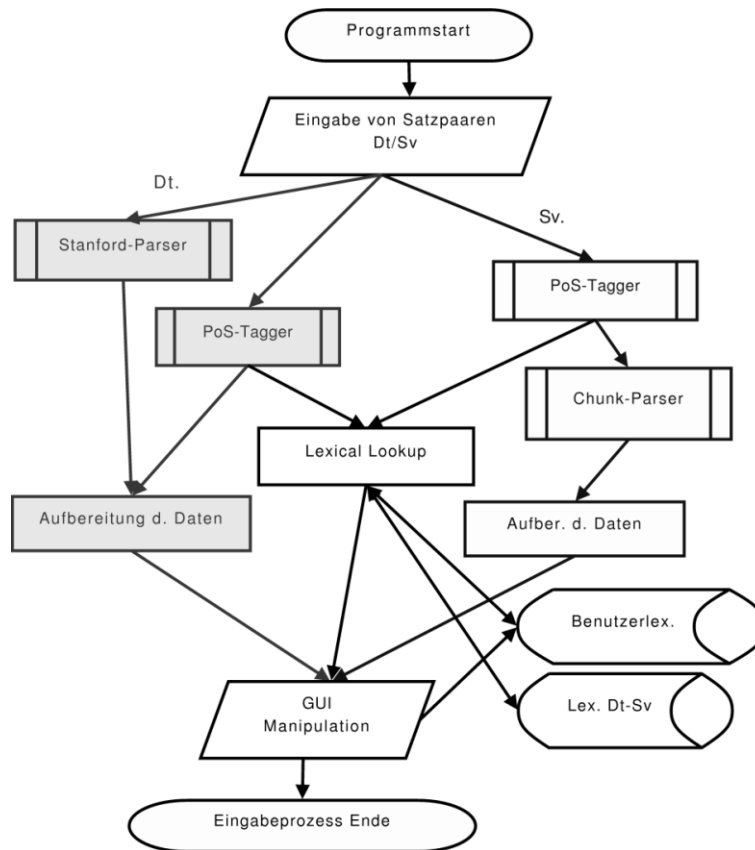 Programmstart
Eingabe von Satzpaaren
Dt/Sv
Dt.
Sv.
Stanford-Parser
PoS-Tagger
PoS-Tagger
Chunk-Parser
Lexical Lookup
Aufbereitung d. Daten
Aufber. d. Daten
Benutzerlex.
Lex. Dt-Sv
GUI
Manipulation
Eingabeprozess Ende